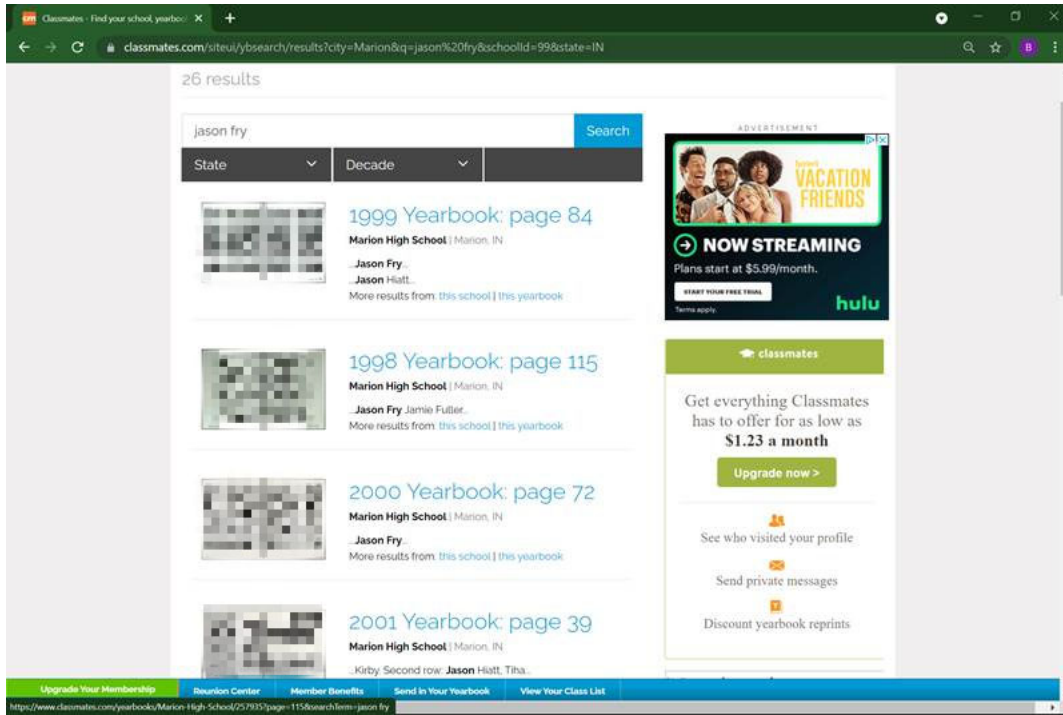 cm Classmates - Find your school, yearboo
classmates.com/siteui/ybsearch/results?city=Marion&q=jason%20fry&schoolId=99&state=IN
B
26 results
jason fry
Search
State
Decade
1999 Yearbook: page 84
Marion High School | Marion, IN
...Jason Fry...
...Jason Hiatt...
More results from: this school | this yearbook
1998 Yearbook: page 115
Marion High School | Marion, IN
...Jason Fry Jamie Fuller...
More results from: this school | this yearbook
2000 Yearbook: page 72
Marion High School | Marion, IN
...Jason Fry...
More results from: this school | this yearbook
2001 Yearbook: page 39
Marion High School | Marion, IN
...Kirby. Second row: Jason Hiatt, Tiha...
ADVERTISEMENT
VACATION
FRIENDS
NOW STREAMING
Plans start at $5.99/month.
START YOUR FREE TRIAL
Terms apply.
hulu
classmates
Get everything Classmates
has to offer for as low as
$1.23 a month
Upgrade now >
See who visited your profile
Send private messages
Discount yearbook reprints
Upgrade Your Membership
Reunion Center
Member Benefits
Send in Your Yearbook
View Your Class List
https://www.classmates.com/yearbooks/Marion-High-School/257935?page=115&searchTerm=jason fry